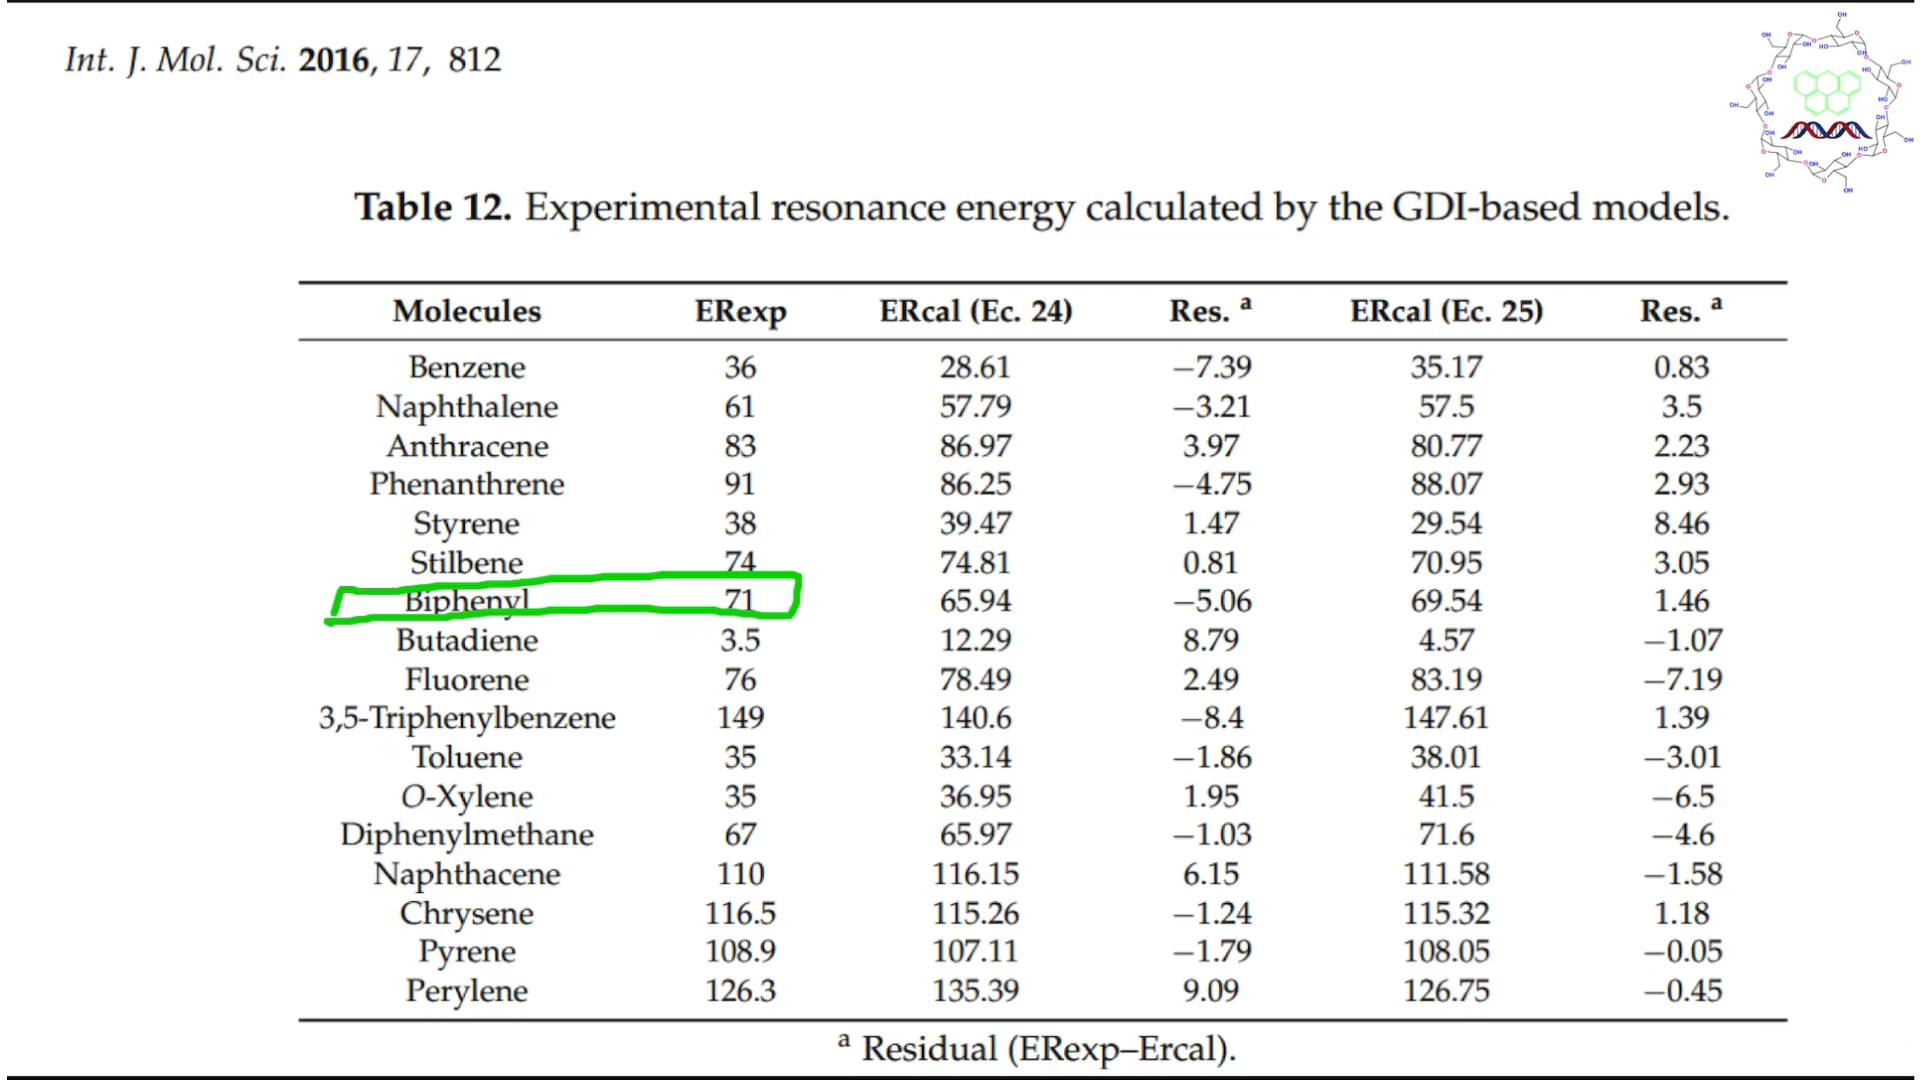 Int. J. Mol. Sci. 2016, 17, 812
Table 12. Experimental resonance energy calculated by the GDI-based models.
Molecules ERexp ERcal (Ec. 24) Res. a ERcal (Ec. 25) Res. a
Benzene 36 28.61 −7.39 35.17 0.83
Naphthalene 61 57.79 −3.21 57.5 3.5
Anthracene 83 86.97 3.97 80.77 2.23
Phenanthrene 91 86.25 −4.75 88.07 2.93
Styrene 38 39.47 1.47 29.54 8.46
Stilbene 74 74.81 0.81 70.95 3.05
Biphenyl 71 65.94 −5.06 69.54 1.46
Butadiene 3.5 12.29 8.79 4.57 −1.07
Fluorene 76 78.49 2.49 83.19 −7.19
3,5-Triphenylbenzene 149 140.6 −8.4 147.61 1.39
Toluene 35 33.14 −1.86 38.01 −3.01
O-Xylene 35 36.95 1.95 41.5 −6.5
Diphenylmethane 67 65.97 −1.03 71.6 −4.6
Naphthacene 110 116.15 6.15 111.58 −1.58
Chrysene 116.5 115.26 −1.24 115.32 1.18
Pyrene 108.9 107.11 −1.79 108.05 −0.05
Perylene 126.3 135.39 9.09 126.75 −0.45
a Residual (ERexp–Ercal).